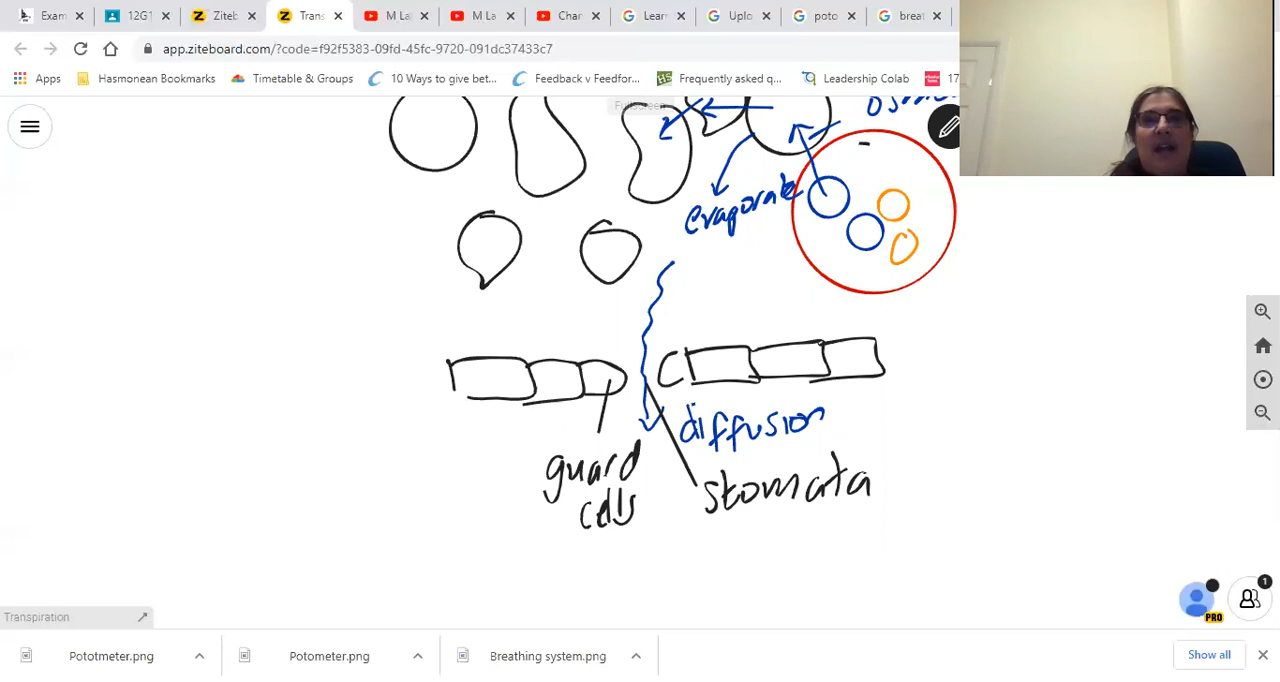 Exam
12G1
Ziteb
Trans
M La
M La
Char
Learn
Uplo
poto
breat
app.ziteboard.com/?code=f92f5383-09fd-45fc-9720-091dc37433c7
Apps
Hasmonean Bookmarks
Timetable & Groups
10 Ways to give bet...
Feedback v Feedfor...
Frequently asked q...
Leadership Colab
17
Fullscreen
evaporate
diffusion
guard
cells
stomata
1
PRO
Transpiration
Pototmeter.png
Potometer.png
Breathing system.png
Show all